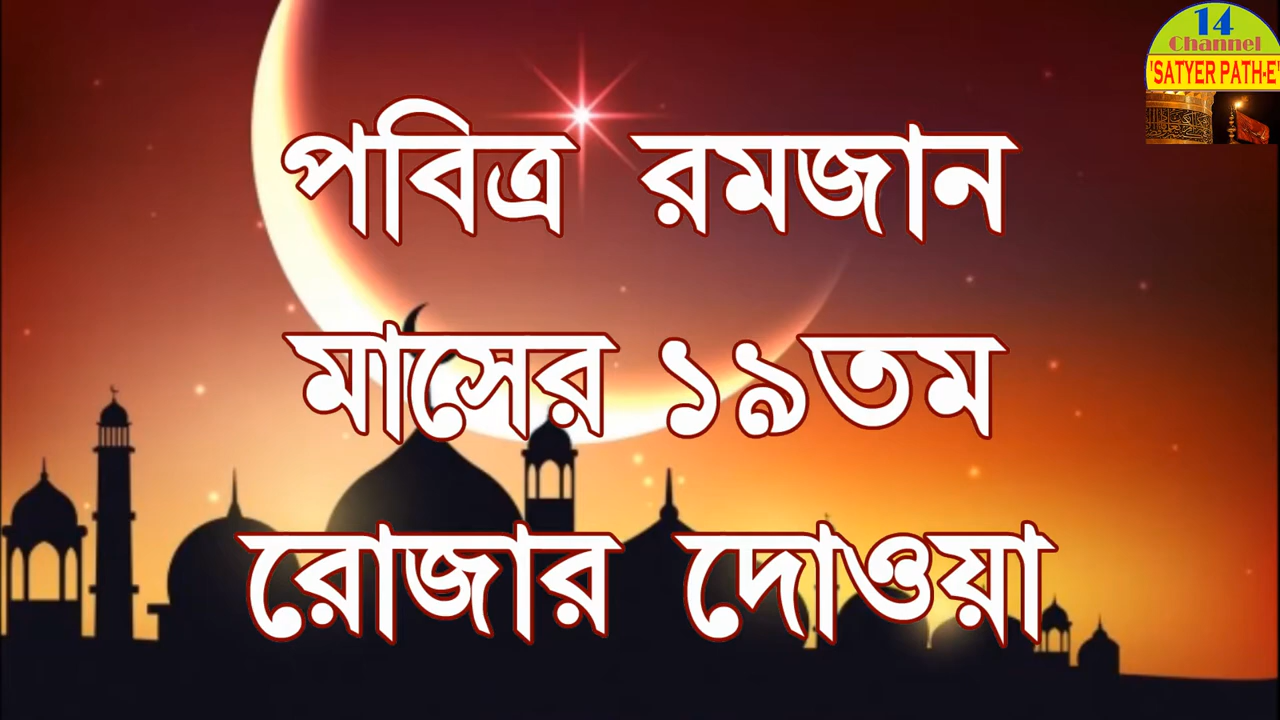 14
Channel
'SATYER PATH-E'
পবিত্র রমজান
মাসের ১৯তম
রোজার দোওয়া